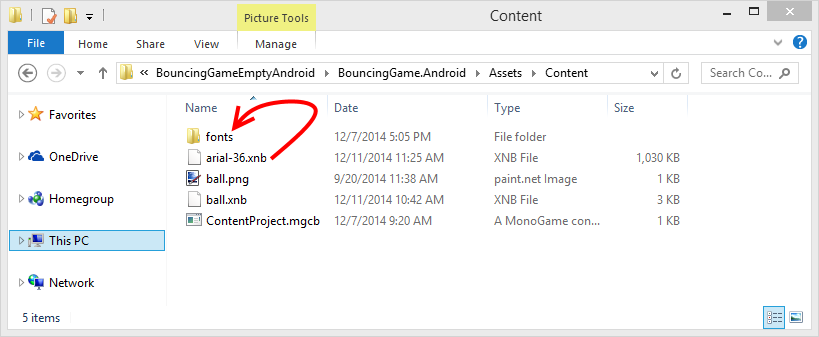 Picture Tools
Content
File Home Share View Manage
« BouncingGameEmptyAndroid BouncingGame.Android Assets Content Search Co...
Name Date Type Size
Favorites
OneDrive
Homegroup
This PC
Network
fonts 12/7/2014 5:05 PM File folder
arial-36.xnb 12/11/2014 11:25 AM XNB File 1,030 KB
ball.png 9/20/2014 11:38 AM paint.net Image 1 KB
ball.xnb 12/11/2014 10:42 AM XNB File 3 KB
ContentProject.mgcb 12/7/2014 9:20 AM A MonoGame con... 1 KB
5 items